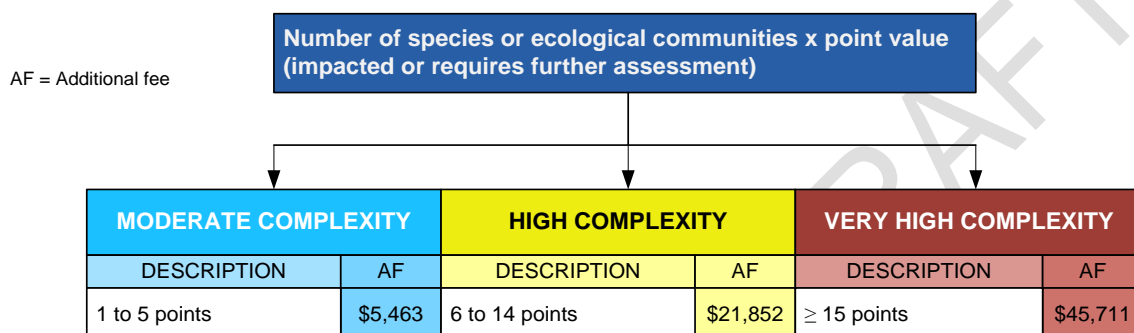 Number of species or ecological communities x point value
(impacted or requires further assessment)
AF = Additional fee
MODERATE COMPLEXITY HIGH COMPLEXITY VERY HIGH COMPLEXITY
DESCRIPTION AF DESCRIPTION AF DESCRIPTION AF
1 to 5 points $5,463 6 to 14 points $21,852 ≥ 15 points $45,711